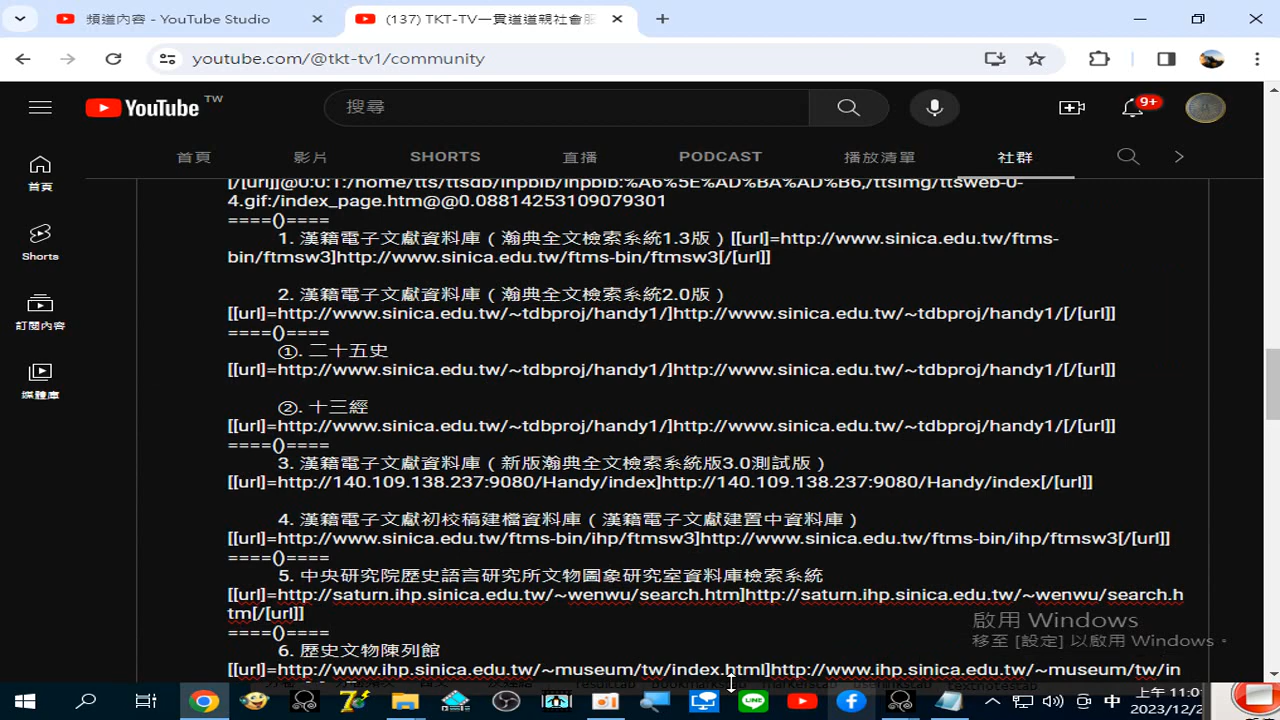 頻道內容 - YouTube Studio
(137) TKT-TV一貫道道親社會服
youtube.com/@tkt-tv1/community
YouTube TW
搜尋
9+
首頁
影片
SHORTS
直播
PODCAST
播放清單
社群
首頁
Shorts
訂閱內容
媒體庫
[/[url]]@0:0:1:/home/tts/ttsdb/ihpbib/ihpbib:%A6%5E%AD%BA%AD%B6,/ttsimg/ttsweb-0-
4.gif:/index_page.htm@@0.08814253109079301
====()====
1. 漢籍電子文獻資料庫（瀚典全文檢索系統1.3版）[[url]=http://www.sinica.edu.tw/ftms-
bin/ftmsw3]http://www.sinica.edu.tw/ftms-bin/ftmsw3[/[url]]
2. 漢籍電子文獻資料庫（瀚典全文檢索系統2.0版）
[[url]=http://www.sinica.edu.tw/~tdbproj/handy1/]http://www.sinica.edu.tw/~tdbproj/handy1/[/[url]]
====()====
①. 二十五史
[[url]=http://www.sinica.edu.tw/~tdbproj/handy1/]http://www.sinica.edu.tw/~tdbproj/handy1/[/[url]]
②. 十三經
[[url]=http://www.sinica.edu.tw/~tdbproj/handy1/]http://www.sinica.edu.tw/~tdbproj/handy1/[/[url]]
====()====
3. 漢籍電子文獻資料庫（新版瀚典全文檢索系統版3.0測試版）
[[url]=http://140.109.138.237:9080/Handy/index]http://140.109.138.237:9080/Handy/index[/[url]]
4. 漢籍電子文獻初校稿建檔資料庫（漢籍電子文獻建置中資料庫）
[[url]=http://www.sinica.edu.tw/ftms-bin/ihp/ftmsw3]http://www.sinica.edu.tw/ftms-bin/ihp/ftmsw3[/[url]]
====()====
5. 中央研究院歷史語言研究所文物圖象研究室資料庫檢索系統
[[url]=http://saturn.ihp.sinica.edu.tw/~wenwu/search.htm]http://saturn.ihp.sinica.edu.tw/~wenwu/search.h
tm[/[url]]
====()====
6. 歷史文物陳列館
[[url]=http://www.ihp.sinica.edu.tw/~museum/tw/index.html]http://www.ihp.sinica.edu.tw/~museum/tw/in
啟用 Windows
移至 [設定] 以啟用 Windows。
中
上午 11:0
2023/12/2